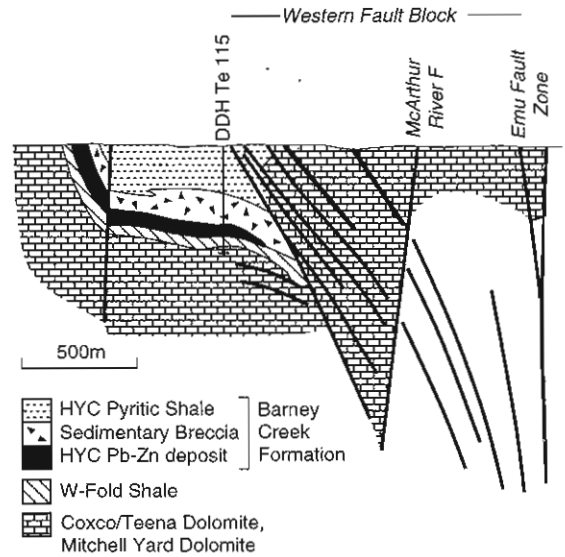 Western Fault Block
DDH Te 115
McArthur
River F
Emu Fault
Zone
500m
HYC Pyritic Shale
Sedimentary Breccia
HYC Pb-Zn deposit
Barney
Creek
Formation
W-Fold Shale
Coxco/Teena Dolomite,
Mitchell Yard Dolomite